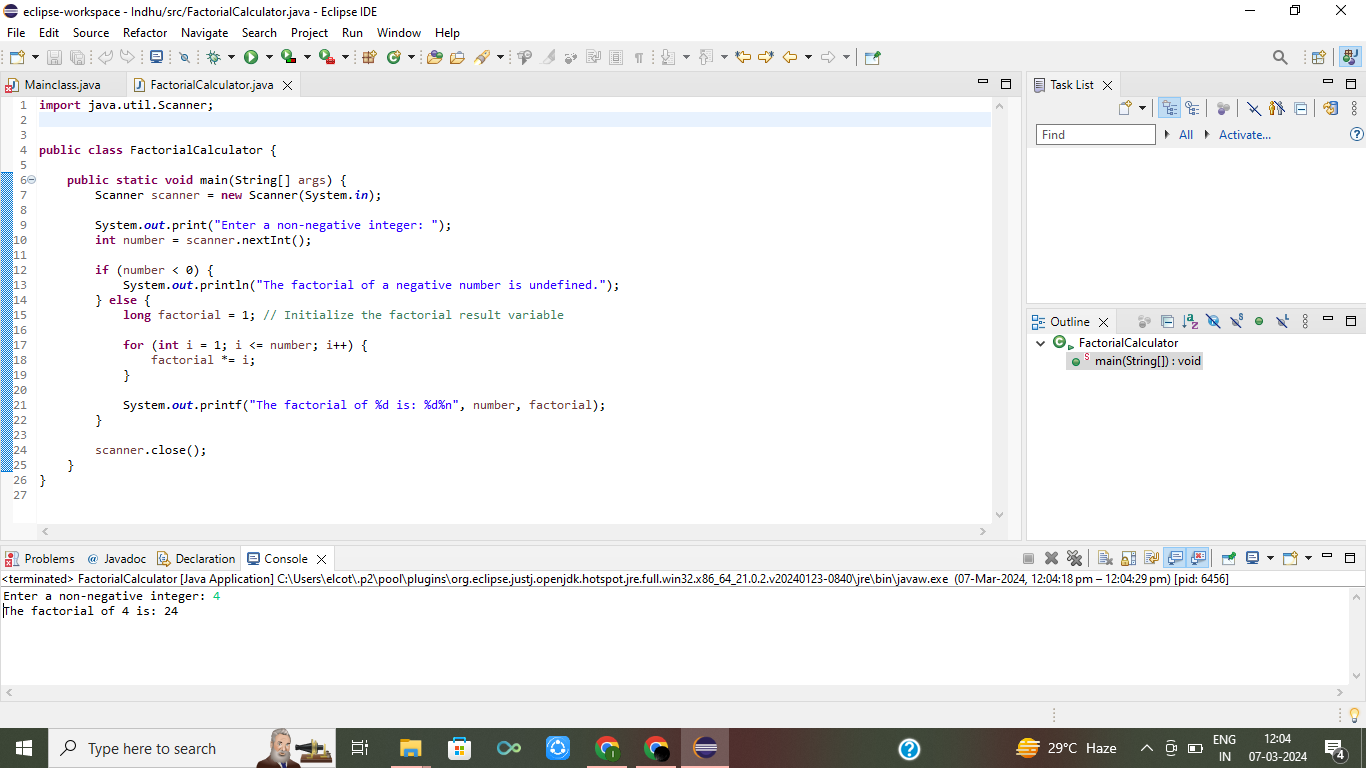 eclipse-workspace - Indhu/src/FactorialCalculator.java - Eclipse IDE
File Edit Source Refactor Navigate Search Project Run Window Help
Mainclass.java FactorialCalculator.java
1 import java.util.Scanner;
2
3
4 public class FactorialCalculator {
5
6 public static void main(String[] args) {
7 Scanner scanner = new Scanner(System.in);
8
9 System.out.print("Enter a non-negative integer: ");
10 int number = scanner.nextInt();
11
12 if (number < 0) {
13 System.out.println("The factorial of a negative number is undefined.");
14 } else {
15 long factorial = 1; // Initialize the factorial result variable
16
17 for (int i = 1; i <= number; i++) {
18 factorial *= i;
19 }
20
21 System.out.printf("The factorial of %d is: %d%n", number, factorial);
22 }
23
24 scanner.close();
25 }
26 }
27
Task List
Find All Activate...
Outline
FactorialCalculator
main(String[]) : void
Problems @ Javadoc Declaration Console
<terminated> FactorialCalculator [Java Application] C:\Users\elcot\.p2\pool\plugins\org.eclipse.justj.openjdk.hotspot.jre.full.win32.x86_64_21.0.2.v20240123-0840\jre\bin\javaw.exe (07-Mar-2024, 12:04:18 pm – 12:04:29 pm) [pid: 6456]
Enter a non-negative integer: 4
The factorial of 4 is: 24
Type here to search
29°C Haze
ENG
IN
12:04
07-03-2024
4